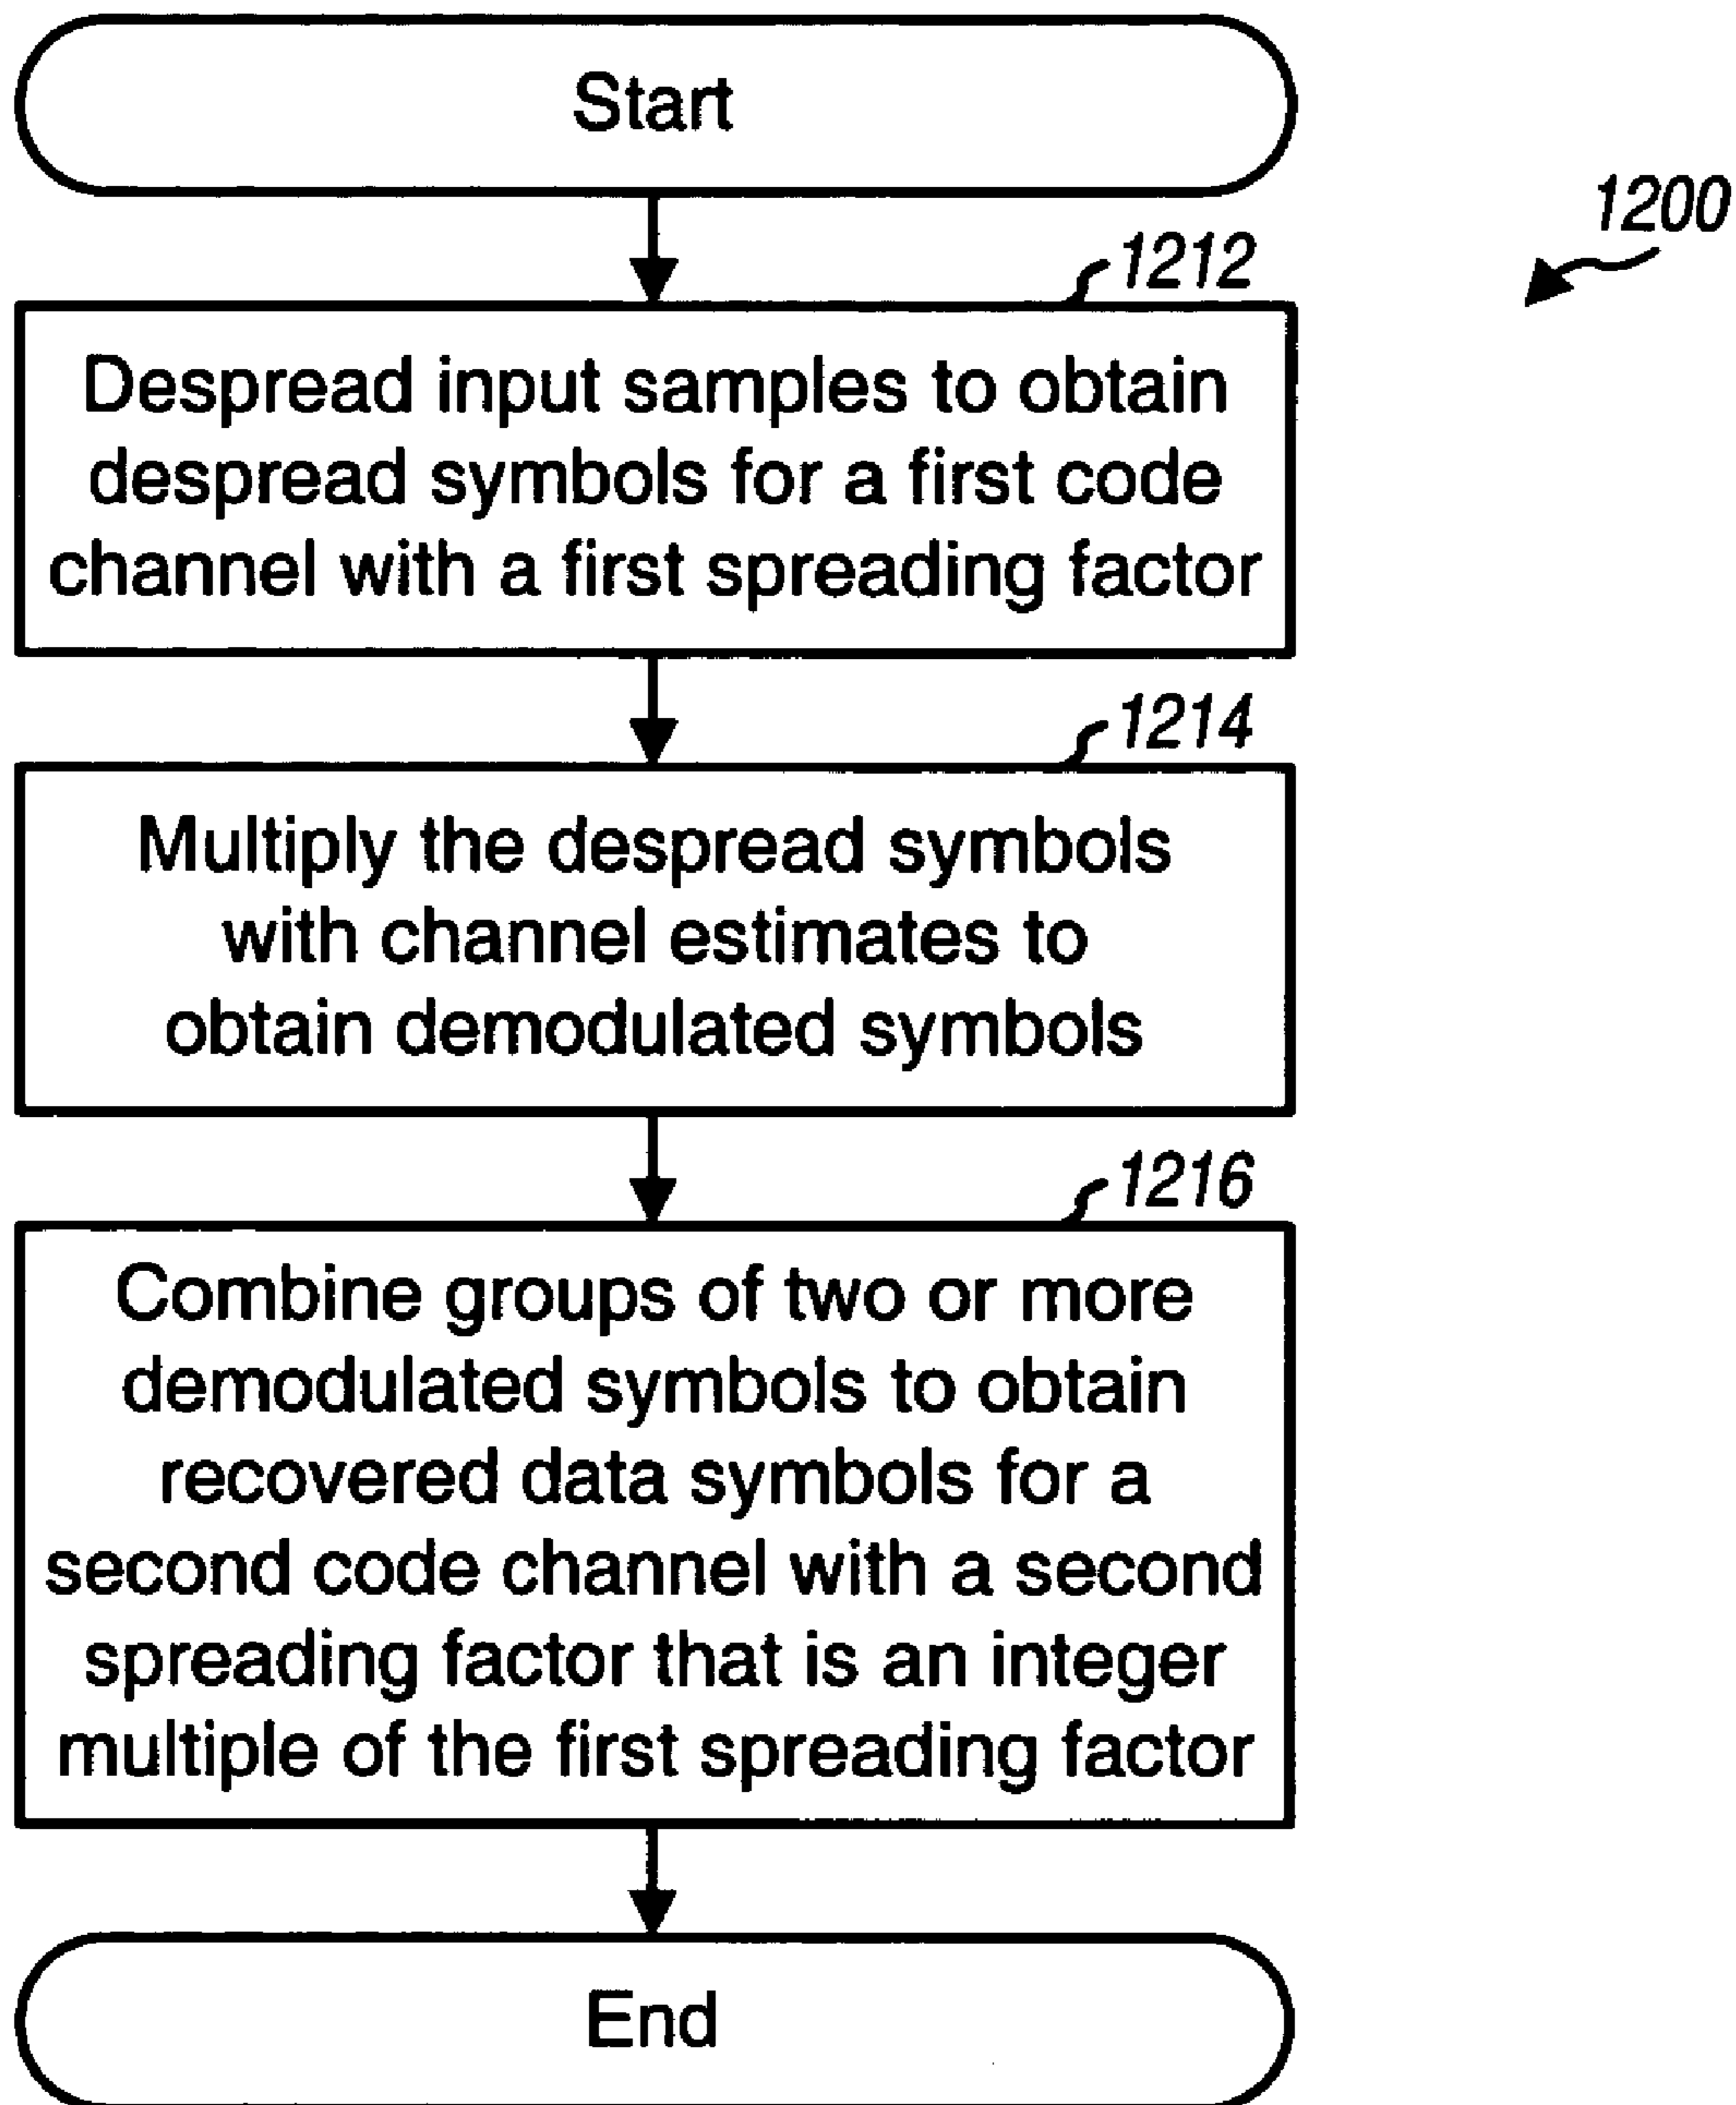 Start
1200
1212
Despread input samples to obtain
despread symbols for a first code
channel with a first spreading factor
1214
Multiply the despread symbols
with channel estimates to
obtain demodulated symbols
1216
Combine groups of two or more
demodulated symbols to obtain
recovered data symbols for a
second code channel with a second
spreading factor that is an integer
multiple of the first spreading factor
End